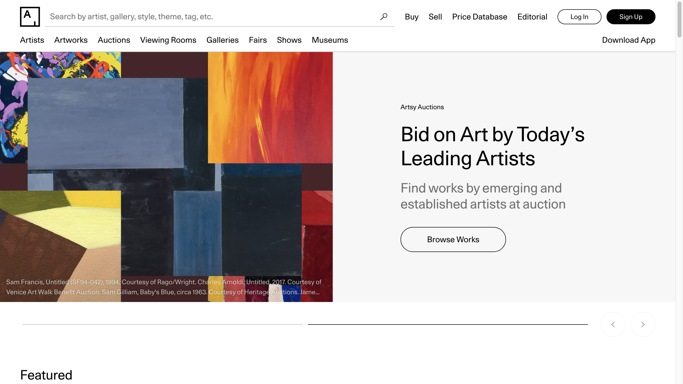 A.
Search by artist, gallery, style, theme, tag, etc.
Buy Sell Price Database Editorial Log In Sign Up
Artists Artworks Auctions Viewing Rooms Galleries Fairs Shows Museums Download App
Artsy Auctions
Bid on Art by Today's
Leading Artists
Find works by emerging and
established artists at auction
Browse Works
Sam Francis, Untitled (SF94-042), 1994. Courtesy of Rago/Wright. Charles Arnoldi, Untitled, 2017. Courtesy of
Venice Art Walk Benefit Auction. Sam Gilliam, Baby's Blue, circa 1963. Courtesy of Heritage Auctions. Jame...
Featured